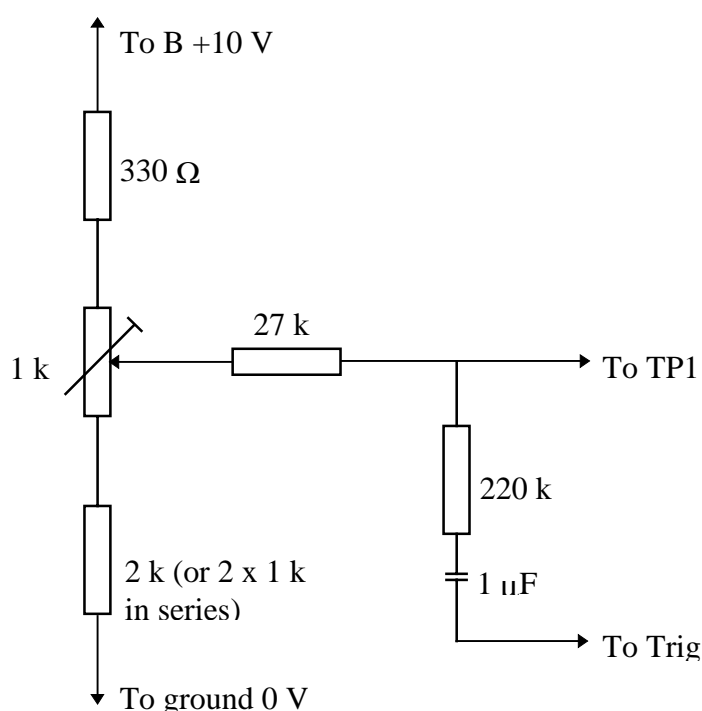 To B +10 V
330 Ω
27 k
1 k
To TP1
220 k
2 k (or 2 x 1 k
in series)
1 µF
To Trig
To ground 0 V